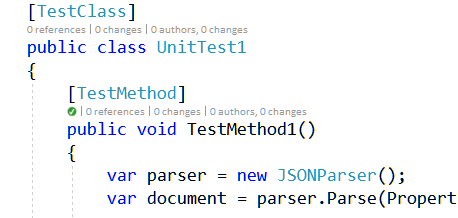 [TestClass]
0 references | 0 changes | 0 authors, 0 changes
public class UnitTest1
{
[TestMethod]
0 references | 0 changes | 0 authors, 0 changes
public void TestMethod1()
{
var parser = new JSONParser();
var document = parser.Parse(Propert